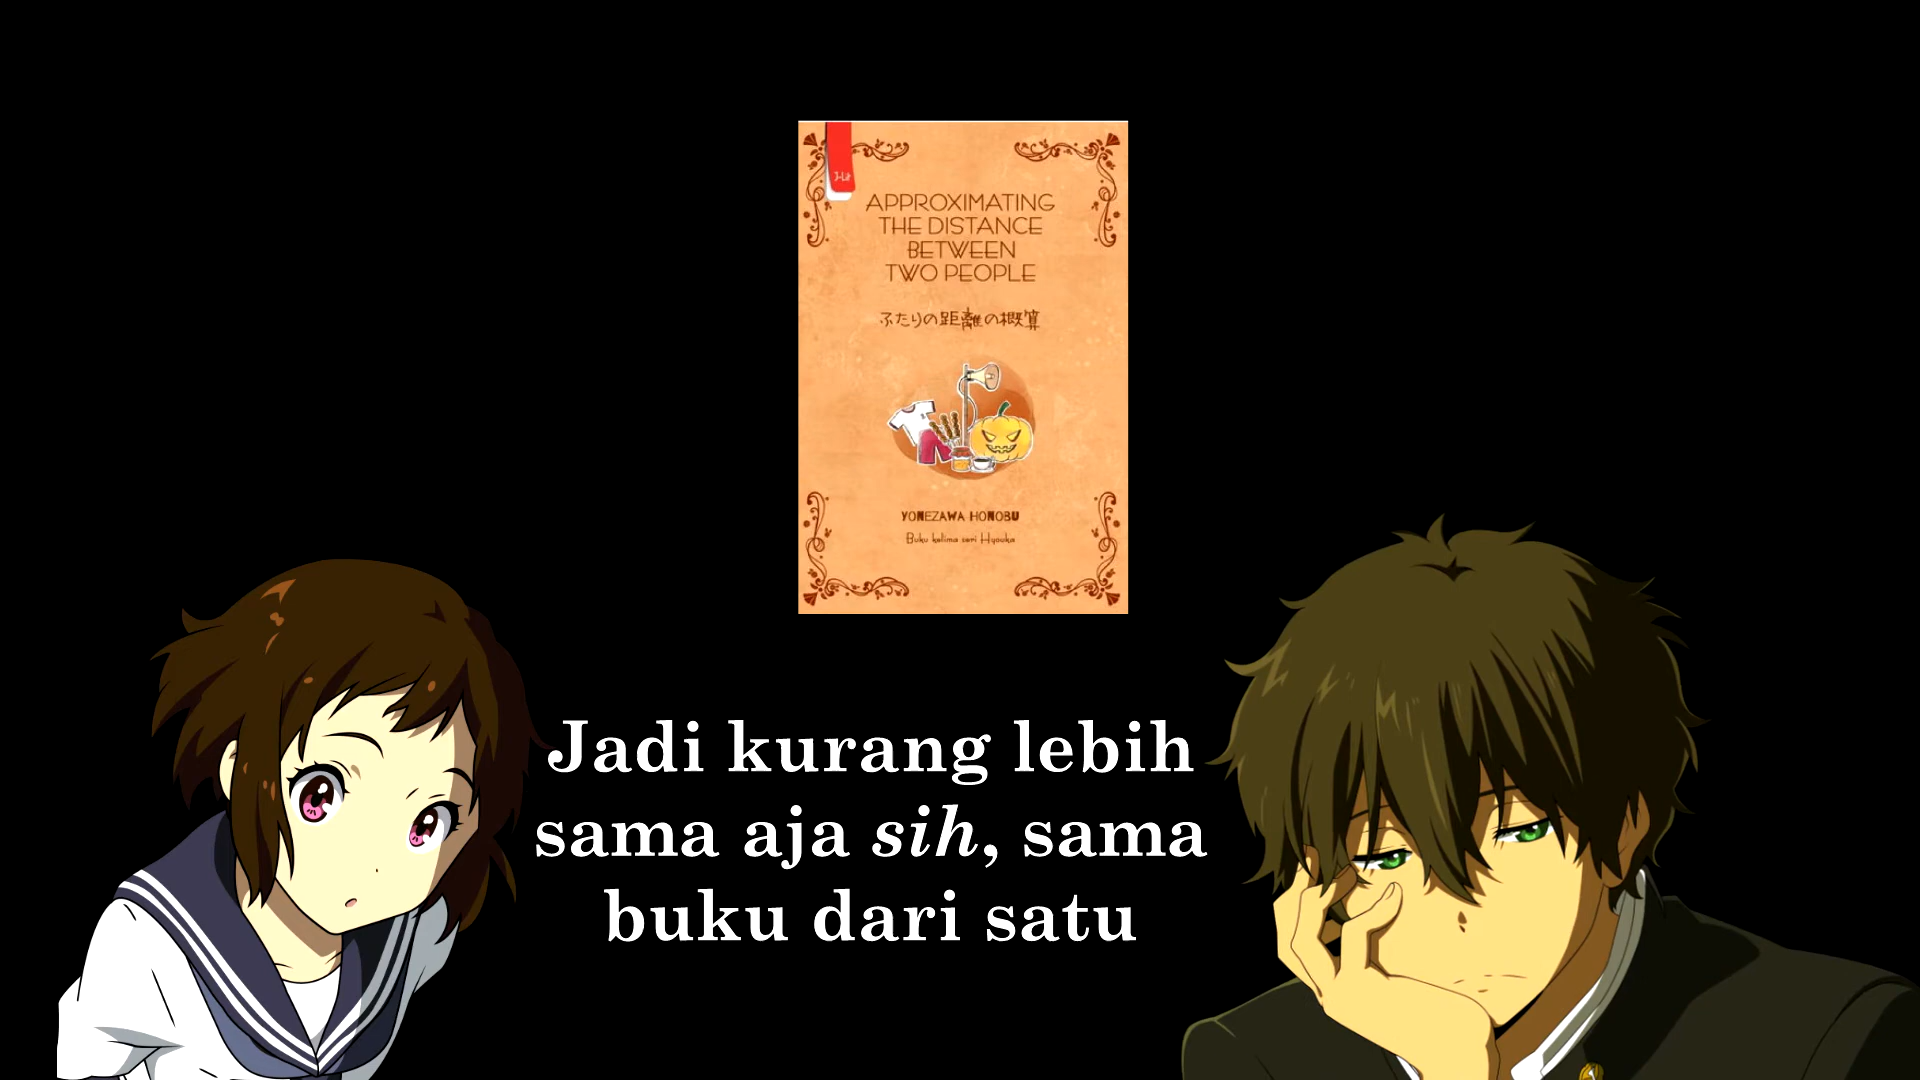 J-Lit
APPROXIMATING
THE DISTANCE
BETWEEN
TWO PEOPLE
ふたりの距離の概算
YONEZAWA HONOBU
Buku kelima seri Hyouka
Jadi kurang lebih
sama aja sih, sama
buku dari satu